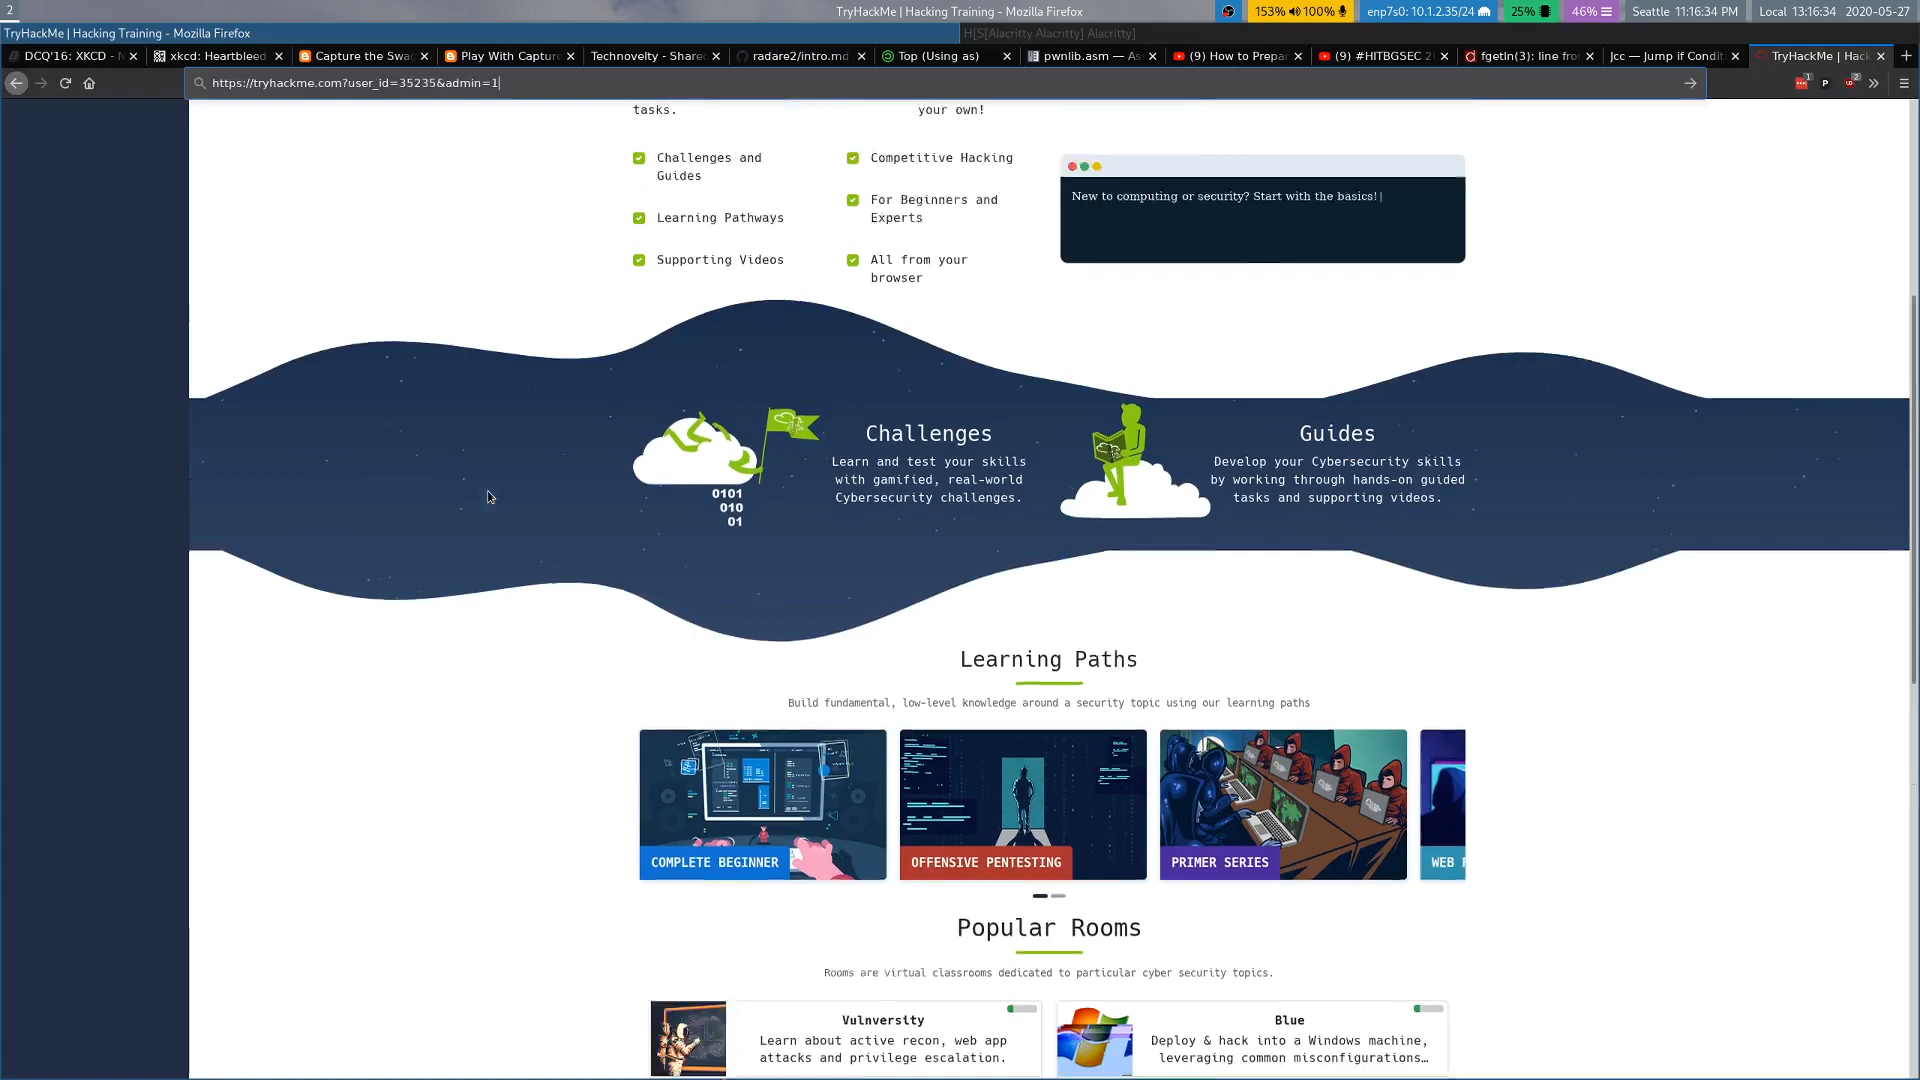 2
TryHackMe | Hacking Training - Mozilla Firefox
153% 100%
enp7s0: 10.1.2.35/24
25%
46%
Seattle 11:16:34 PM
Local 13:16:34
2020-05-27
TryHackMe | Hacking Training - Mozilla Firefox
H[S[Alacritty Alacritty] Alacritty]
DCQ'16: XKCD - N
xkcd: Heartbleed
Capture the Swag
Play With Capture
Technovelty - Shared
radare2/intro.md
Top (Using as)
pwnlib.asm — Ass
(9) How to Prepar
(9) #HITBGSEC 2
fgetln(3): line fro
Jcc — Jump if Condit
TryHackMe | Hack
https://tryhackme.com?user_id=35235&admin=1
1
P
2
tasks.
your own!
Challenges and
Guides
Competitive Hacking
Learning Pathways
For Beginners and
Experts
Supporting Videos
All from your
browser
New to computing or security? Start with the basics!|
Challenges
Learn and test your skills
with gamified, real-world
Cybersecurity challenges.
0101
010
01
Guides
Develop your Cybersecurity skills
by working through hands-on guided
tasks and supporting videos.
Learning Paths
Build fundamental, low-level knowledge around a security topic using our learning paths
COMPLETE BEGINNER
OFFENSIVE PENTESTING
PRIMER SERIES
WEB F
Popular Rooms
Rooms are virtual classrooms dedicated to particular cyber security topics.
Vulnversity
Learn about active recon, web app
attacks and privilege escalation.
Blue
Deploy & hack into a Windows machine,
leveraging common misconfigurations…